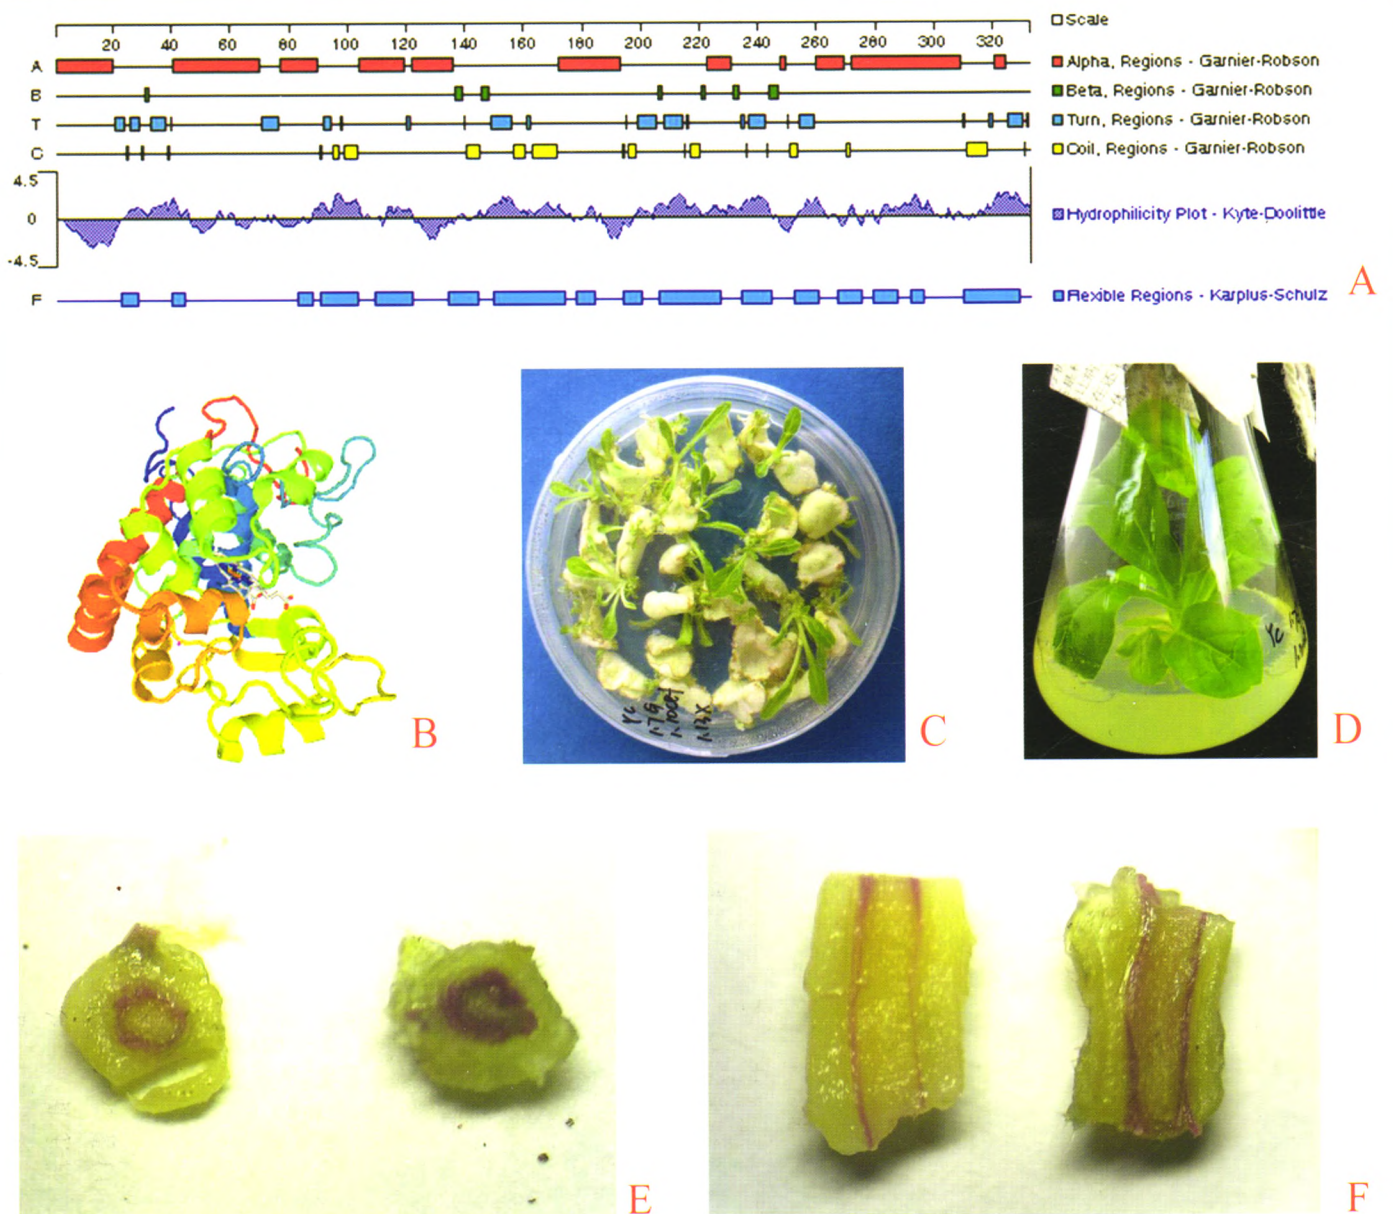 Scale
20 40 60 80 100 120 140 160 180 200 220 240 260 280 300 320
A Alpha, Regions - Garnier-Robson
B Beta, Regions - Garnier-Robson
T Turn, Regions - Garnier-Robson
C Coil, Regions - Garnier-Robson
4.5
0 Hydrophilicity Plot - Kyte-Doolittle
-4.5
F Flexible Regions - Karplus-Schulz
A
B
C
D
Yc
E
F